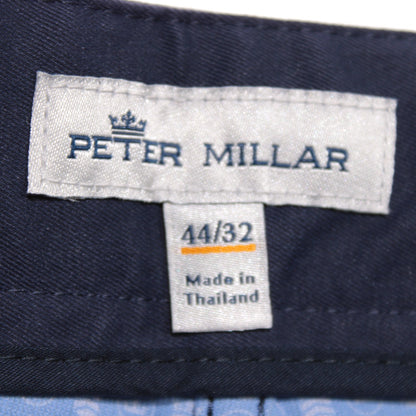 PETER MILLAR
44/32
Made in
Thailand